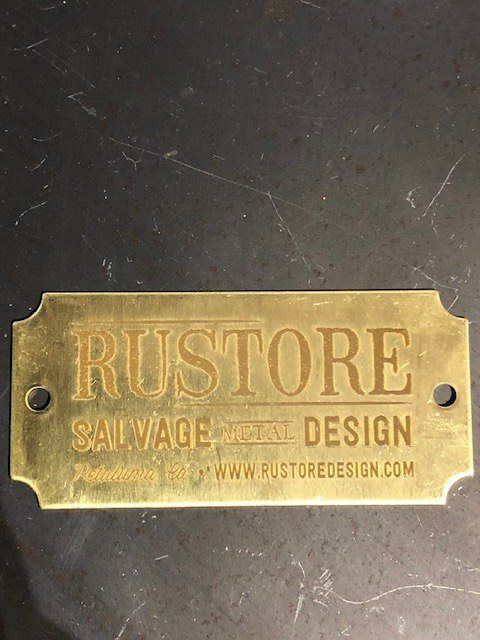 RUSTORE
SALVAGE METAL DESIGN
Petaluma Ca WWW.RUSTOREDESIGN.COM